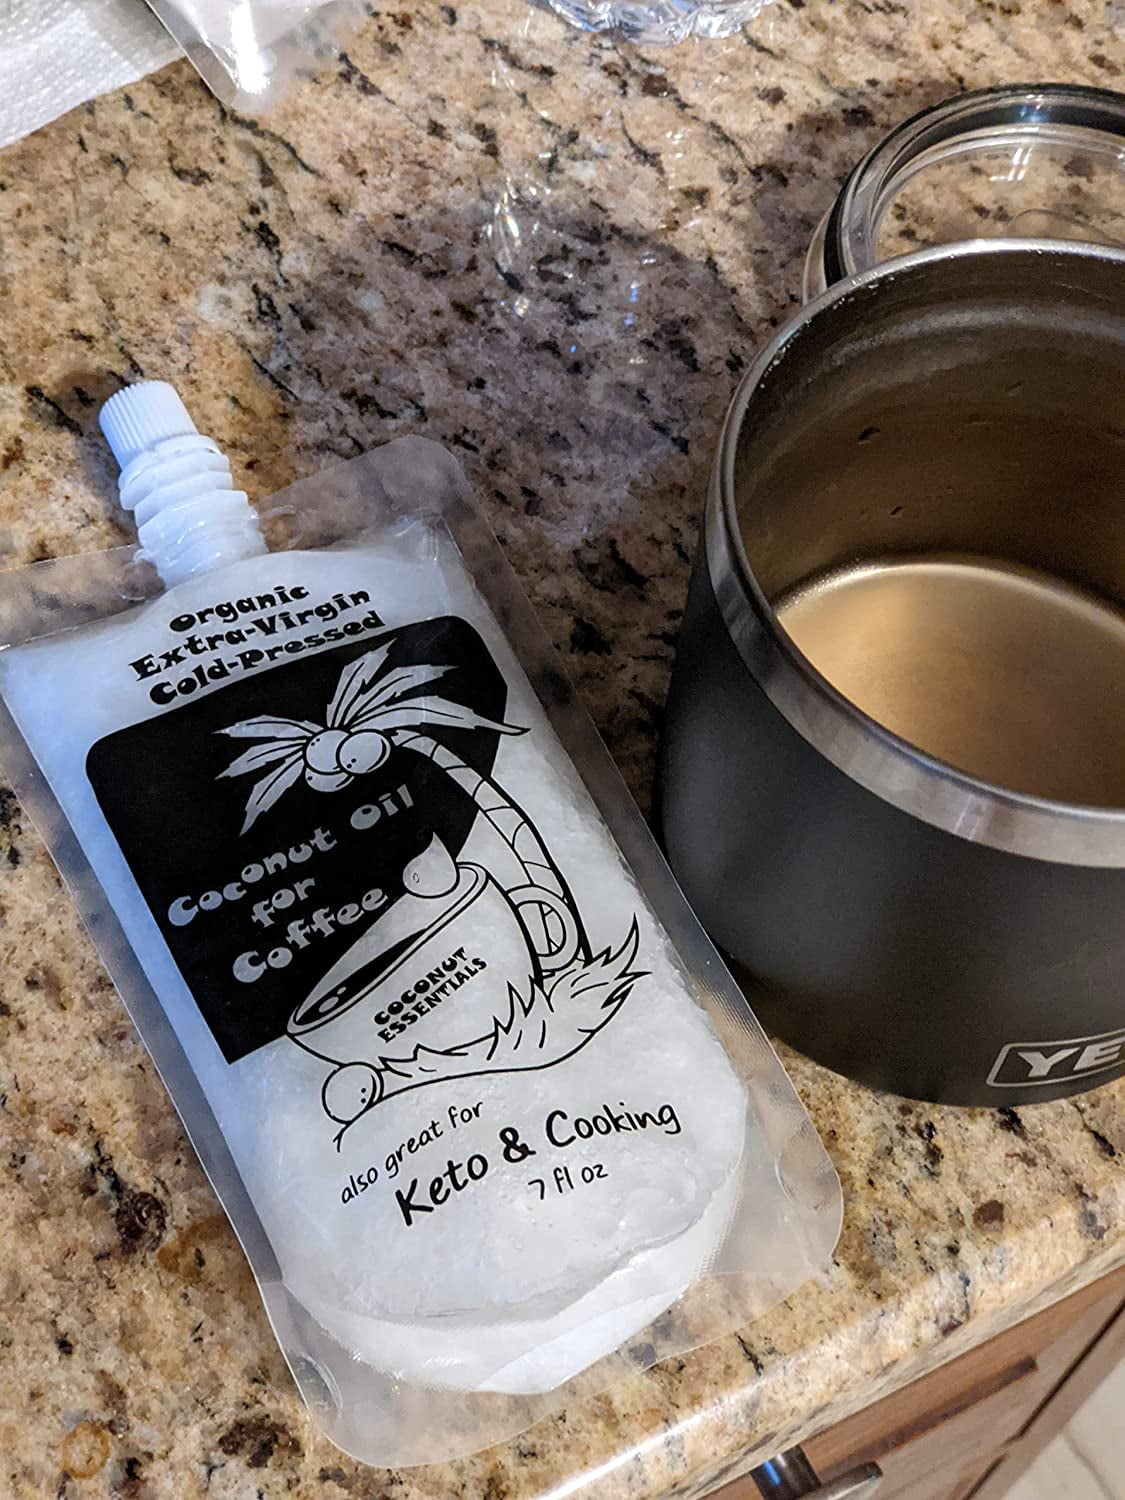 Organic
Extra-Virgin
Cold-Pressed
Coconut Oil
for
Coffee
COCONUT
ESSENTIALS
also great for
Keto & Cooking
7 fl oz
YE